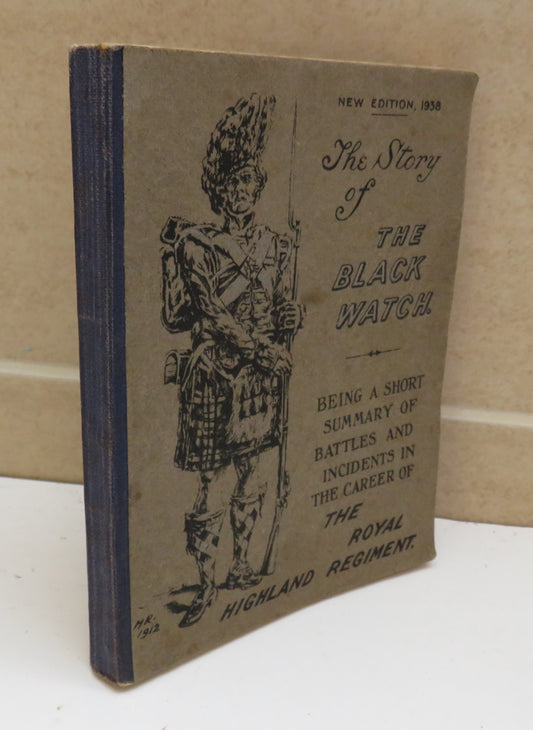 NEW EDITION, 1938
The Story
of
THE
BLACK
WATCH.
BEING A SHORT
SUMMARY OF
BATTLES AND
INCIDENTS IN
THE CAREER OF
THE
ROYAL
HIGHLAND REGIMENT.
M.R.
1912